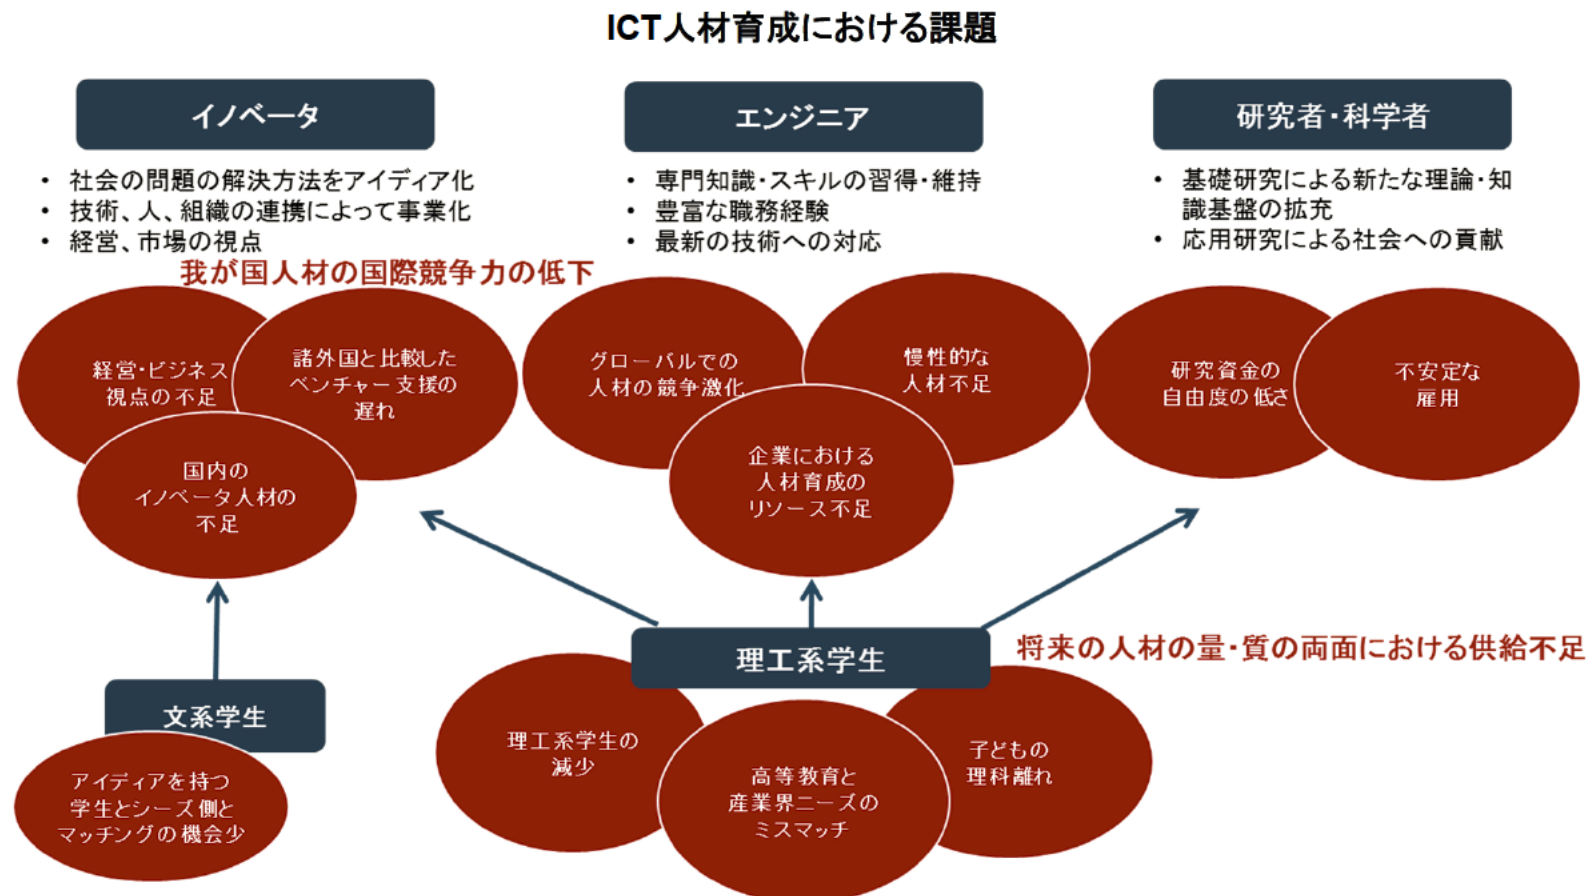 ICT人材育成における課題
イノベータ
• 社会の問題の解決方法をアイディア化
• 技術、人、組織の連携によって事業化
• 経営、市場の視点
エンジニア
• 専門知識・スキルの習得・維持
• 豊富な職務経験
• 最新の技術への対応
研究者・科学者
• 基礎研究による新たな理論・知
識基盤の拡充
• 応用研究による社会への貢献
我が国人材の国際競争力の低下
経営・ビジネス
視点の不足
諸外国と比較した
ベンチャー支援の
遅れ
国内の
イノベータ人材の
不足
グローバルでの
人材の競争激化
慢性的な
人材不足
企業における
人材育成の
リソース不足
研究資金の
自由度の低さ
不安定な
雇用
文系学生
アイディアを持つ
学生とシーズ側と
マッチングの機会少
理工系学生
将来の人材の量・質の両面における供給不足
理工系学生の
減少
高等教育と
産業界ニーズの
ミスマッチ
子どもの
理科離れ